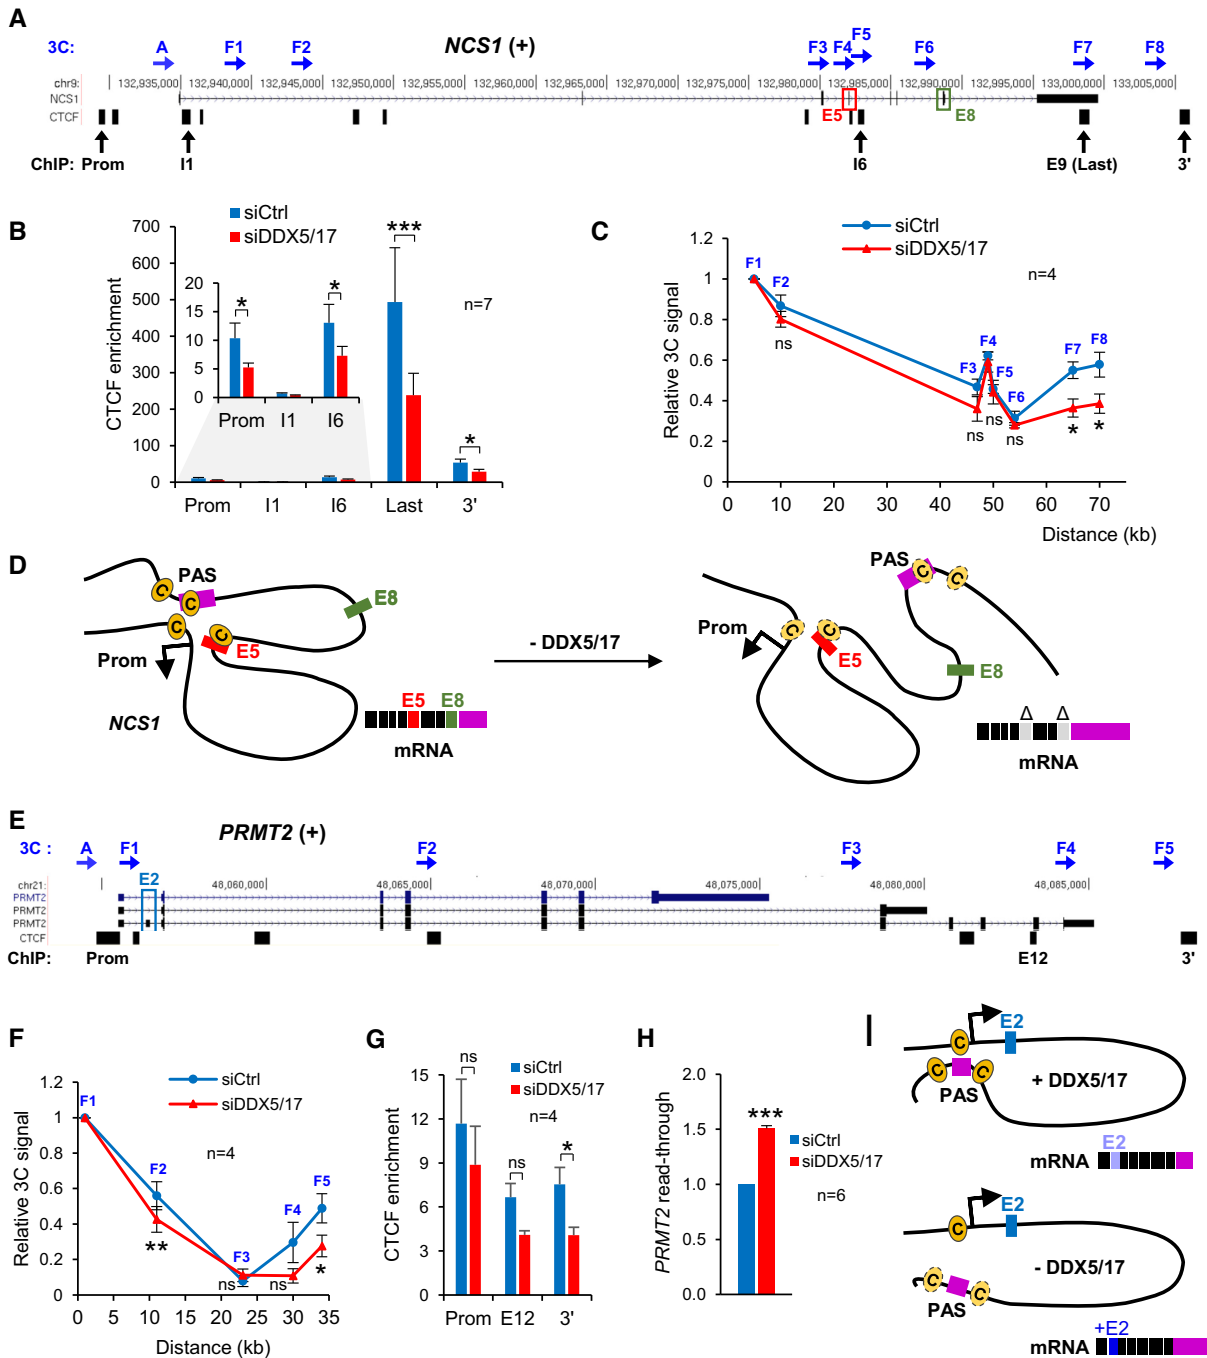 A
3C: A F1 F2 NCS1 (+) F3 F4 F5 F6 F7 F8
chr9: 132,935,000 132,940,000 132,945,000 132,950,000 132,955,000 132,960,000 132,965,000 132,970,000 132,975,000 132,980,000 132,985,000 132,990,000 132,995,000 133,000,000 133,005,000
NCS1
CTCF E5 E8
ChIP: Prom I1 I6 E9 (Last) 3'
B
siCtrl
siDDX5/17
CTCF enrichment
700
600
500
400
300
200
100
0
20
15
10
5
0
* *
Prom I1 I6
***
n=7
*
Prom I1 I6 Last 3'
C
siCtrl
siDDX5/17
Relative 3C signal
1.2
1
0.8
0.6
0.4
0.2
0
n=4
F1
F2
ns
F3
F4
F5
F6
F7
F8
ns
ns
ns
*
*
0 10 20 30 40 50 60 70
Distance (kb)
D
C PAS
C
C
C
E8
E5
Prom
NCS1
E5 E8
mRNA
- DDX5/17
PAS
C C
Prom
C C
E5
E8
Δ Δ
mRNA
E
PRMT2 (+)
3C : A F1 F2 F3 F4 F5
chr21: 48,060,000 48,065,000 48,070,000 48,075,000 48,080,000 48,085,000
E2
PRMT2
PRMT2
PRMT2
CTCF
ChIP: Prom E12 3'
F
siCtrl
siDDX5/17
Relative 3C signal
1.2
1
0.8
0.6
0.4
0.2
0
n=4
F1
F2
**
F3
ns
F4
ns
F5
*
0 5 10 15 20 25 30 35
Distance (kb)
G
siCtrl
siDDX5/17
CTCF enrichment
15
12
9
6
3
0
ns
n=4
ns
*
Prom E12 3'
H
PRMT2 read-through
2.0
1.5
1.0
0.5
0.0
***
siCtrl
siDDX5/17
n=6
I
E2
C
C C
PAS
+ DDX5/17
E2
mRNA
E2
C
- DDX5/17
C C
PAS
+E2
mRNA